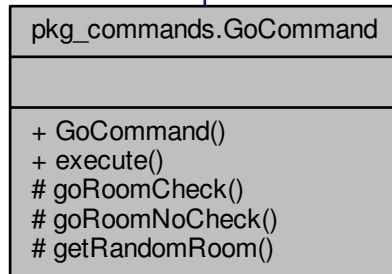 pkg_commands.GoCommand
+ GoCommand()
+ execute()
# goRoomCheck()
# goRoomNoCheck()
# getRandomRoom()